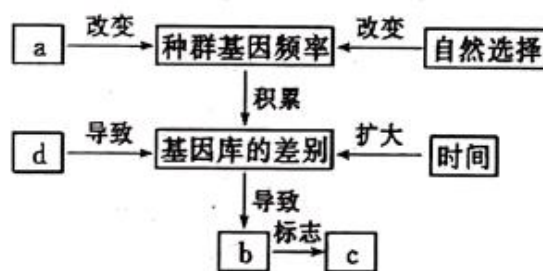 a 改变 种群基因频率 改变 自然选择
积累
d 导致 基因库的差别 扩大 时间
导致
b 标志 c